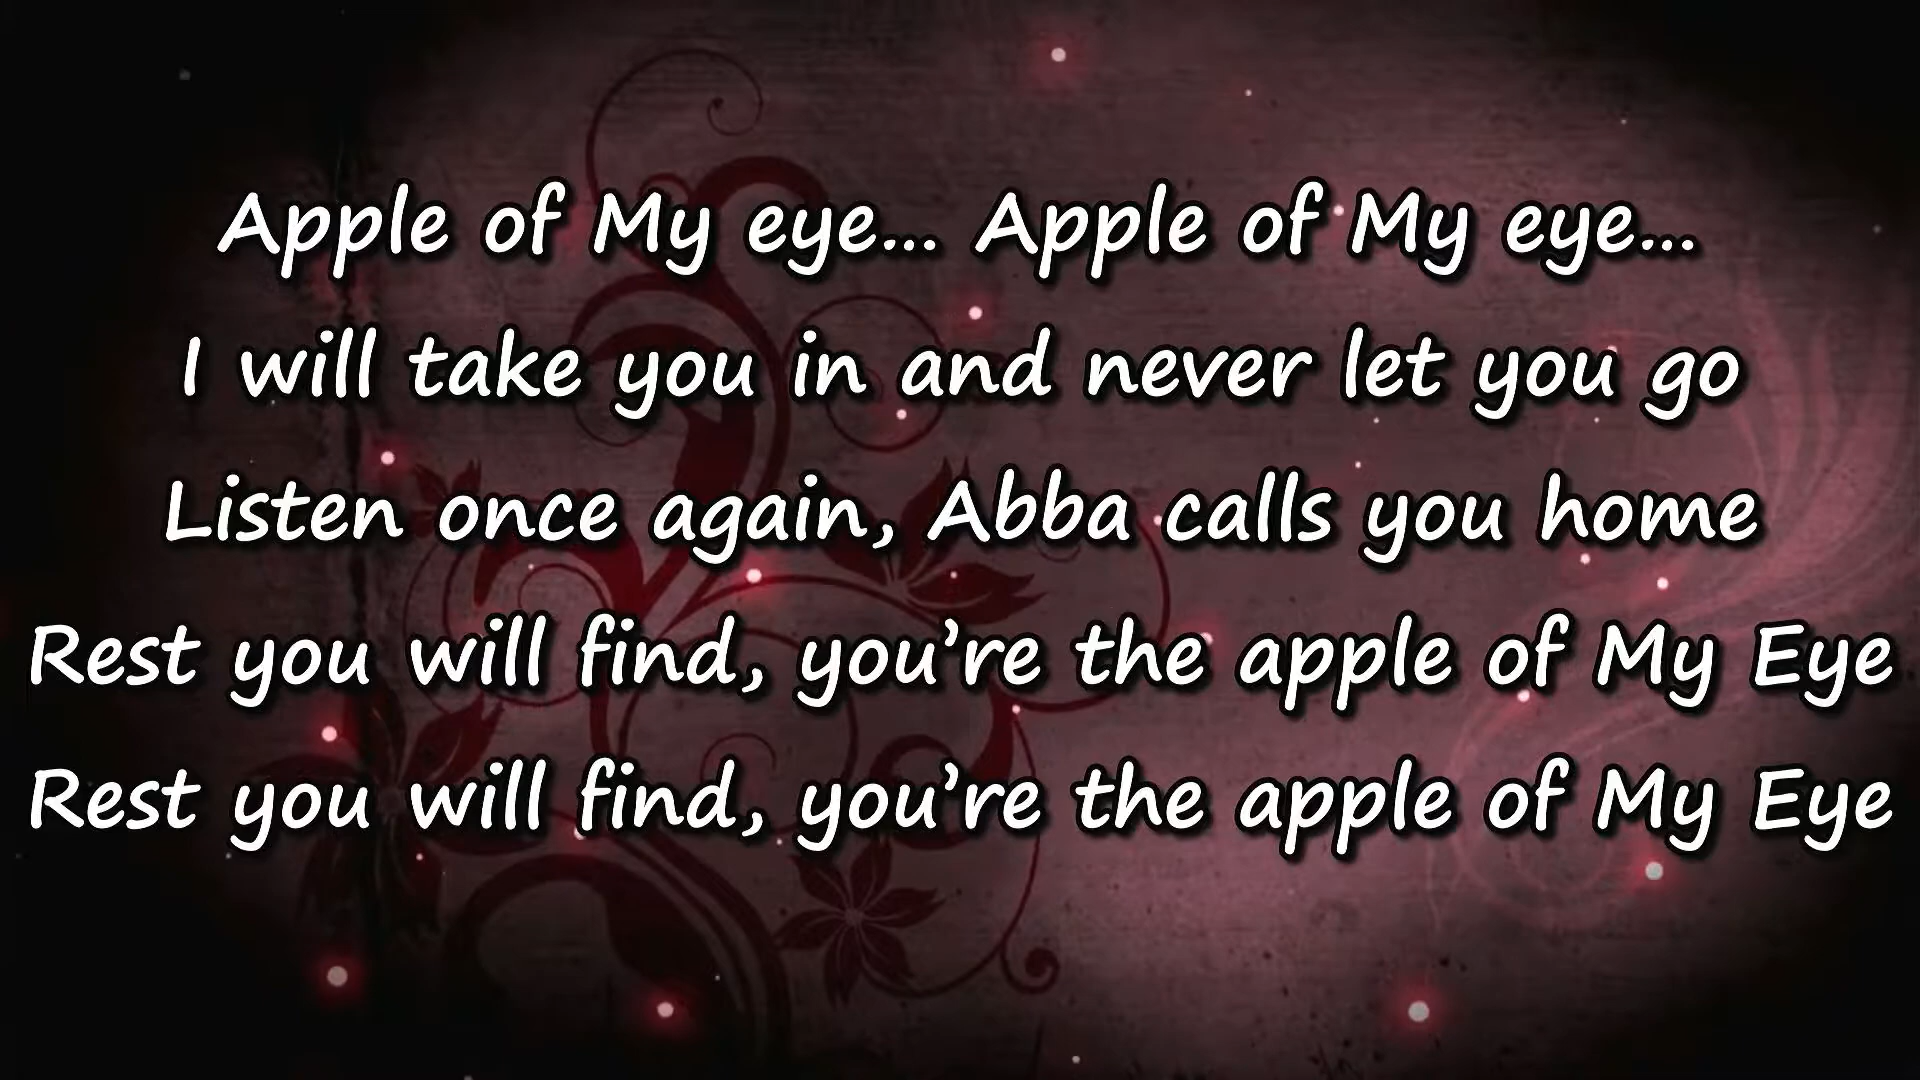 Apple of My eye... Apple of My eye...
I will take you in and never let you go
Listen once again, Abba calls you home
Rest you will find, you’re the apple of My Eye
Rest you will find, you’re the apple of My Eye